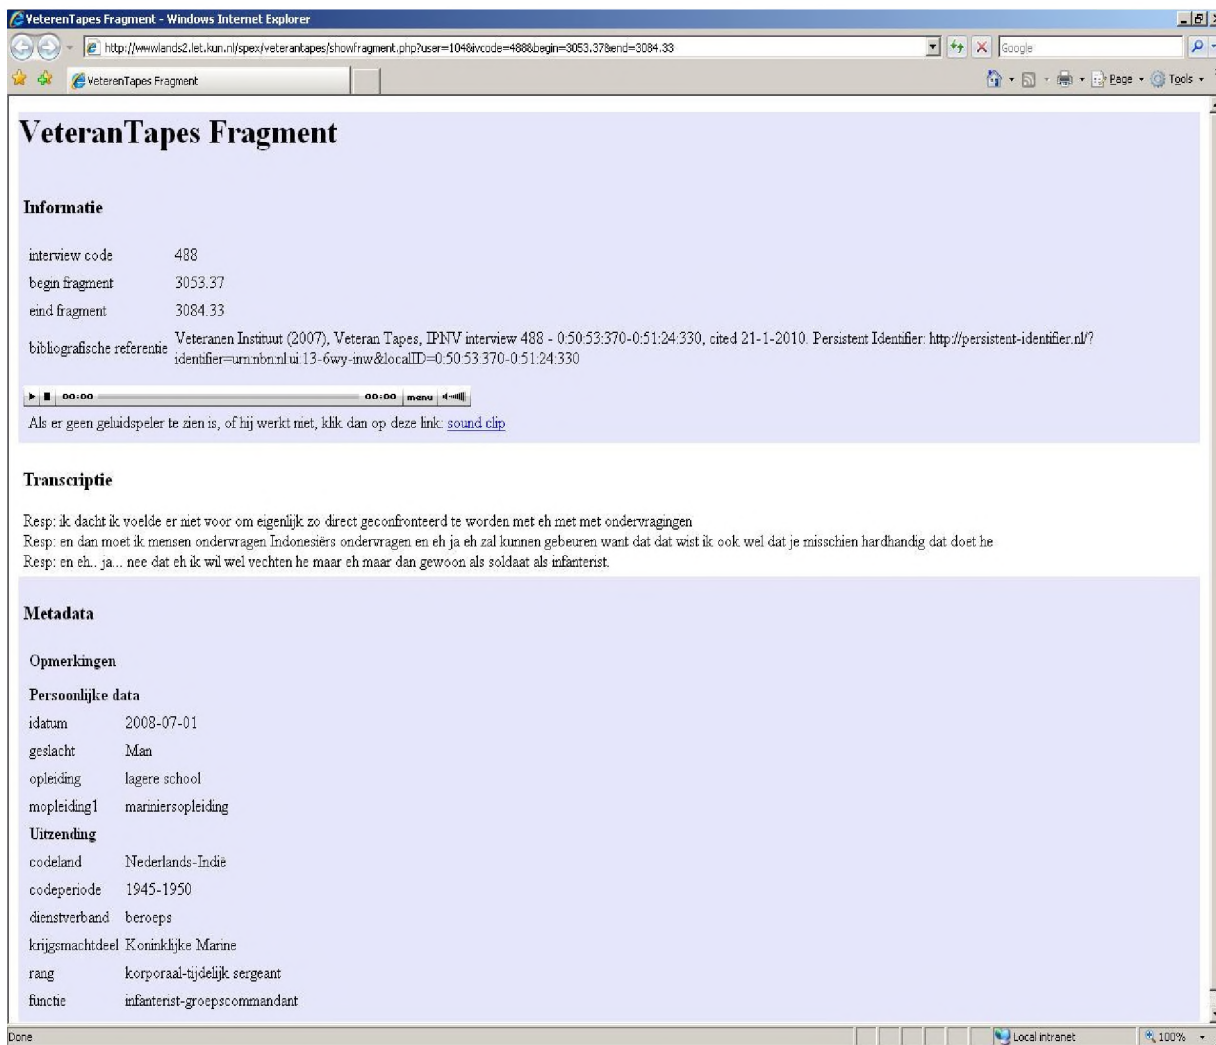 VeterenTapes Fragment - Windows Internet Explorer
http://wwwlands2.let.kun.nl/spex/veterantapes/showfragment.php?user=104&ivcode=488&begin=3053.37&end=3084.33
Google
VeterenTapes Fragment
Page
Tools
VeteranTapes Fragment
Informatie
interview code 488
begin fragment 3053.37
eind fragment 3084.33
bibliografische referentie Veteranen Instituut (2007), Veteran Tapes, IPNV interview 488 - 0:50:53:370-0:51:24:330, cited 21-1-2010. Persistent Identifier: http://persistent-identifier.nl/?
identifier=urn:nbn:nl:ui:13-6wy-inw&localID=0:50:53:370-0:51:24:330
00:00 00:00 menu
Als er geen geluidspeler te zien is, of hij werkt niet, klik dan op deze link: sound clip
Transcriptie
Resp: ik dacht ik voelde er niet voor om eigenlijk zo direct geconfronteerd te worden met eh met met ondervragingen
Resp: en dan moet ik mensen ondervragen Indonesiërs ondervragen en eh ja eh zal kunnen gebeuren want dat dat wist ik ook wel dat je misschien hardhandig dat doet he
Resp: en eh.. ja... nee dat eh ik wil wel vechten he maar eh maar dan gewoon als soldaat als infanterist.
Metadata
Opmerkingen
Persoonlijke data
idatum 2008-07-01
geslacht Man
opleiding lagere school
mopleiding1 mariniersopleiding
Uitzending
codeland Nederlands-Indië
codeperiode 1945-1950
dienstverband beroeps
krijgsmachtdeel Koninklijke Marine
rang korporaal-tijdelijk sergeant
functie infanterist-groepscommandant
Done
Local intranet
100%